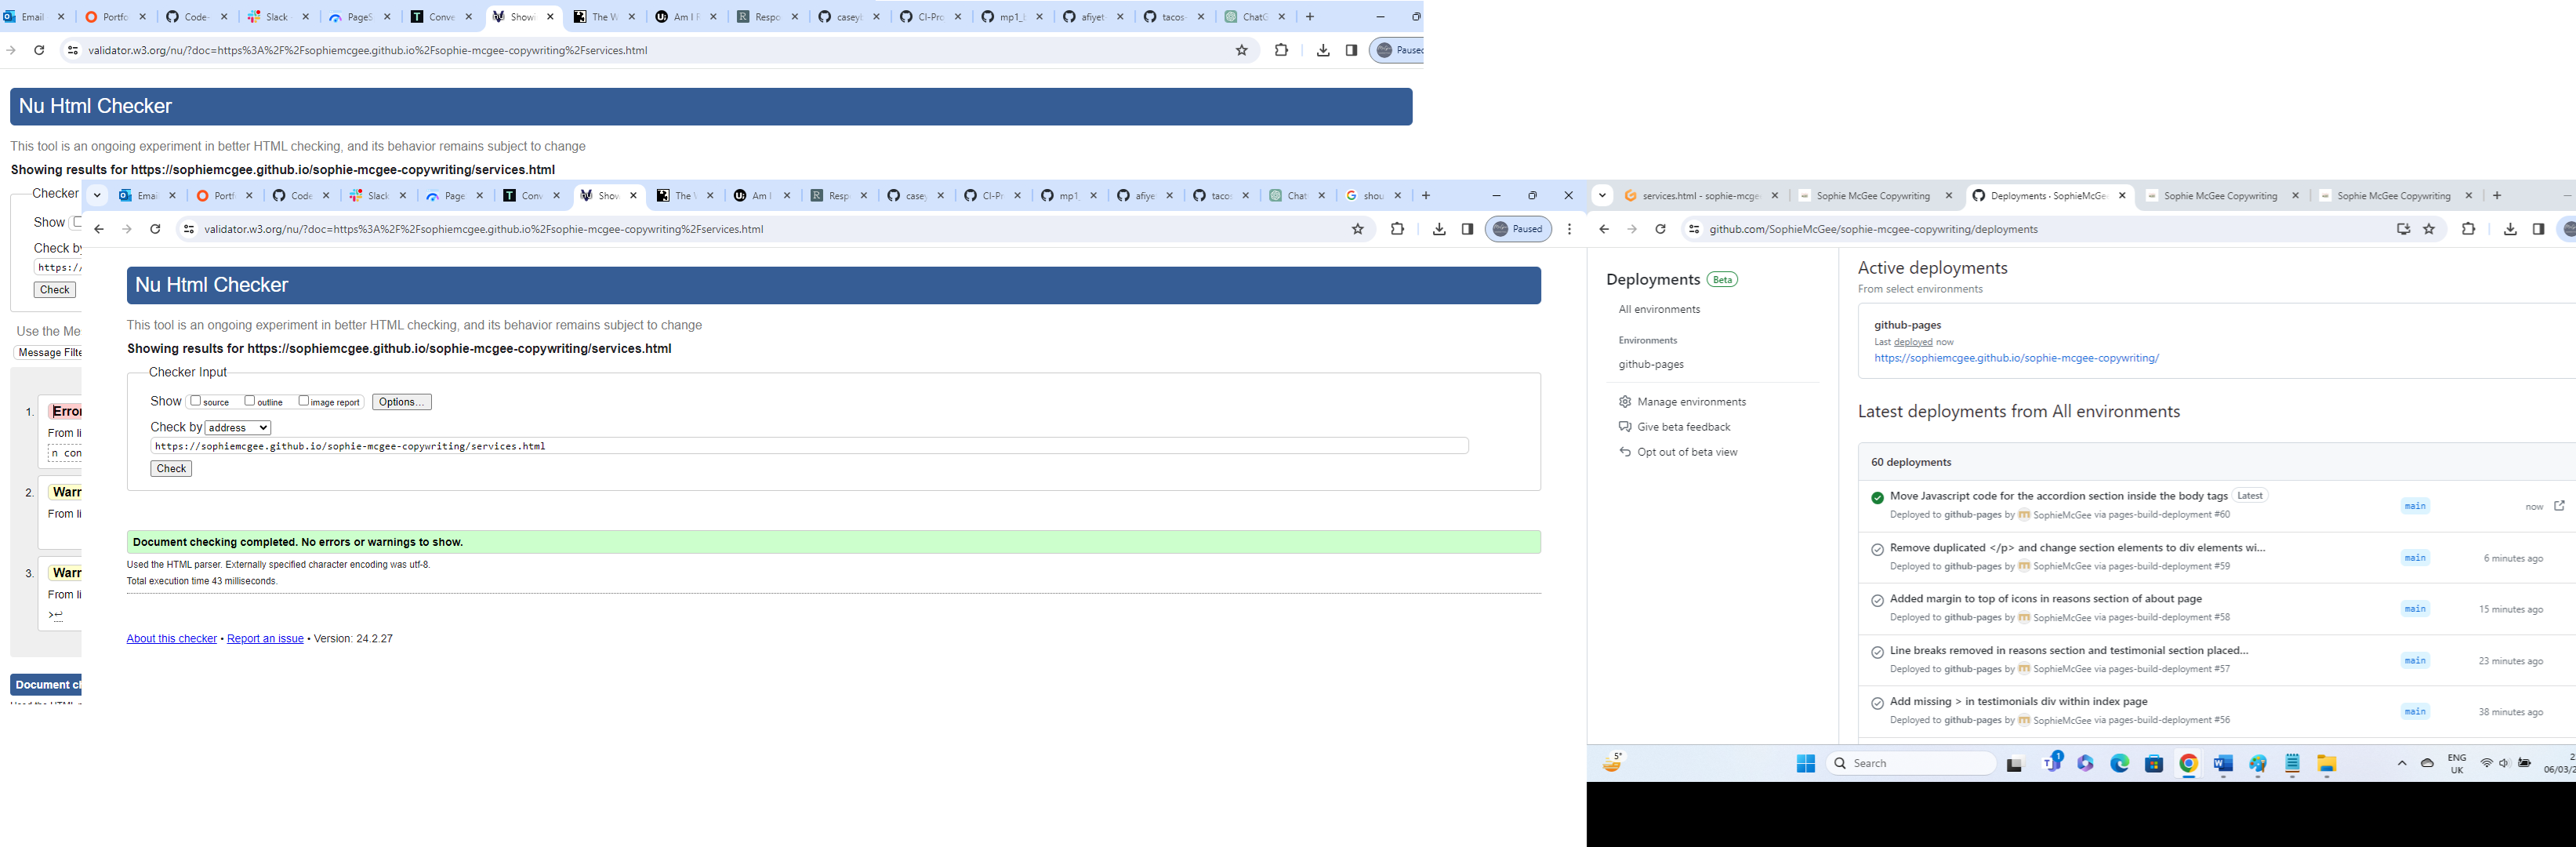 Email
Portfo
Code-
Slack
PageS
Conve
Showi
The W
Am I R
Respo
caseyt
CI-Pro
mp1_l
afiyet
tacos-
ChatG
validator.w3.org/nu/?doc=https%3A%2F%2Fsophiemcgee.github.io%2Fsophie-mcgee-copywriting%2Fservices.html
Paused
Nu Html Checker
This tool is an ongoing experiment in better HTML checking, and its behavior remains subject to change
Showing results for https://sophiemcgee.github.io/sophie-mcgee-copywriting/services.html
Checker
Show
Check by
https://
Check
Use the Mes
Message Filte
1. Error
From li
n con
2. Warr
From li
3. Warr
From li
>↩
Document ch
Email
Portf
Code
Slack
Page
Conv
Show
The
Am I
Resp
casey
CI-Pr
mp1_
afiye
taco
Chat
shou
validator.w3.org/nu/?doc=https%3A%2F%2Fsophiemcgee.github.io%2Fsophie-mcgee-copywriting%2Fservices.html
Paused
Nu Html Checker
This tool is an ongoing experiment in better HTML checking, and its behavior remains subject to change
Showing results for https://sophiemcgee.github.io/sophie-mcgee-copywriting/services.html
Checker Input
Show source outline image report Options...
Check by address
https://sophiemcgee.github.io/sophie-mcgee-copywriting/services.html
Check
Document checking completed. No errors or warnings to show.
Used the HTML parser. Externally specified character encoding was utf-8.
Total execution time 43 milliseconds.
About this checker • Report an issue • Version: 24.2.27
services.html - sophie-mcge
Sophie McGee Copywriting
Deployments · SophieMcGe
Sophie McGee Copywriting
Sophie McGee Copywriting
github.com/SophieMcGee/sophie-mcgee-copywriting/deployments
Deployments Beta
All environments
Environments
github-pages
Manage environments
Give beta feedback
Opt out of beta view
Active deployments
From select environments
github-pages
Last deployed now
https://sophiemcgee.github.io/sophie-mcgee-copywriting/
Latest deployments from All environments
60 deployments
Move Javascript code for the accordion section inside the body tags Latest
Deployed to github-pages by SophieMcGee via pages-build-deployment #60
main
now
Remove duplicated </p> and change section elements to div elements wi...
Deployed to github-pages by SophieMcGee via pages-build-deployment #59
main
6 minutes ago
Added margin to top of icons in reasons section of about page
Deployed to github-pages by SophieMcGee via pages-build-deployment #58
main
15 minutes ago
Line breaks removed in reasons section and testimonial section placed...
Deployed to github-pages by SophieMcGee via pages-build-deployment #57
main
23 minutes ago
Add missing > in testimonials div within index page
Deployed to github-pages by SophieMcGee via pages-build-deployment #56
main
38 minutes ago
5°
Search
1
ENG
UK
2
06/03/2